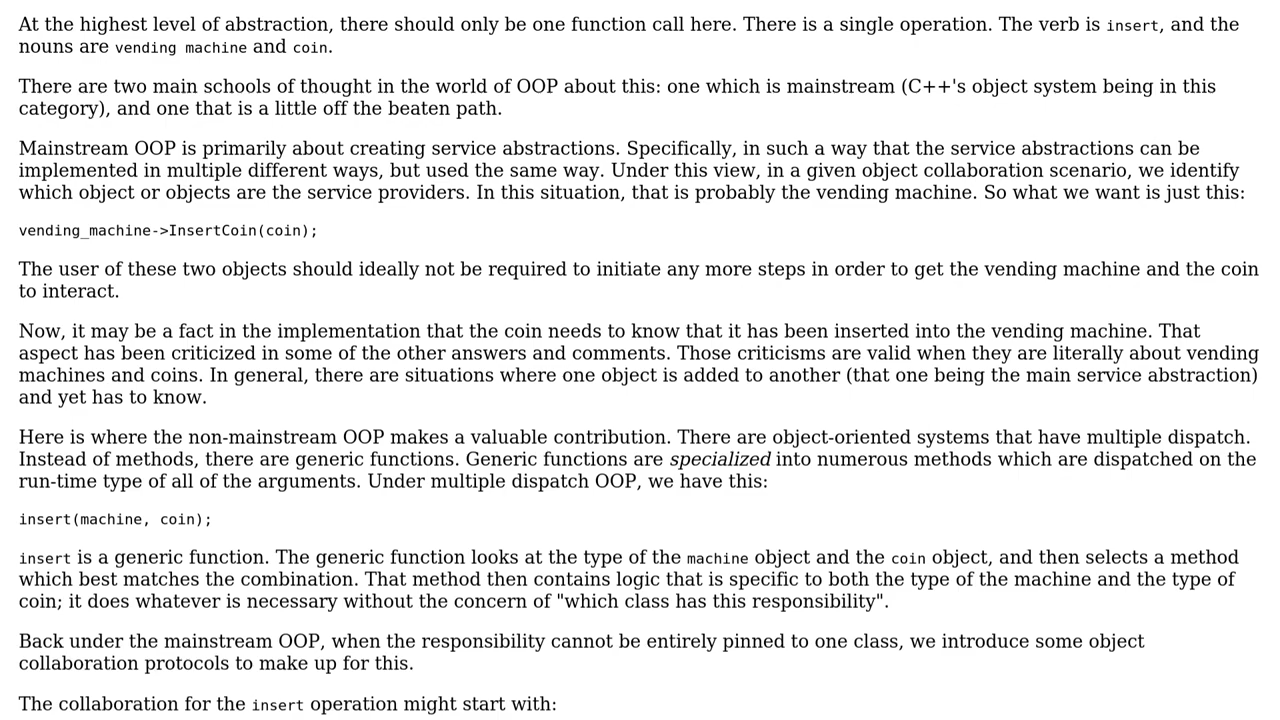 At the highest level of abstraction, there should only be one function call here. There is a single operation. The verb is insert, and the
nouns are vending machine and coin.
There are two main schools of thought in the world of OOP about this: one which is mainstream (C++'s object system being in this
category), and one that is a little off the beaten path.
Mainstream OOP is primarily about creating service abstractions. Specifically, in such a way that the service abstractions can be
implemented in multiple different ways, but used the same way. Under this view, in a given object collaboration scenario, we identify
which object or objects are the service providers. In this situation, that is probably the vending machine. So what we want is just this:
vending_machine->InsertCoin(coin);
The user of these two objects should ideally not be required to initiate any more steps in order to get the vending machine and the coin
to interact.
Now, it may be a fact in the implementation that the coin needs to know that it has been inserted into the vending machine. That
aspect has been criticized in some of the other answers and comments. Those criticisms are valid when they are literally about vending
machines and coins. In general, there are situations where one object is added to another (that one being the main service abstraction)
and yet has to know.
Here is where the non-mainstream OOP makes a valuable contribution. There are object-oriented systems that have multiple dispatch.
Instead of methods, there are generic functions. Generic functions are specialized into numerous methods which are dispatched on the
run-time type of all of the arguments. Under multiple dispatch OOP, we have this:
insert(machine, coin);
insert is a generic function. The generic function looks at the type of the machine object and the coin object, and then selects a method
which best matches the combination. That method then contains logic that is specific to both the type of the machine and the type of
coin; it does whatever is necessary without the concern of "which class has this responsibility".
Back under the mainstream OOP, when the responsibility cannot be entirely pinned to one class, we introduce some object
collaboration protocols to make up for this.
The collaboration for the insert operation might start with: